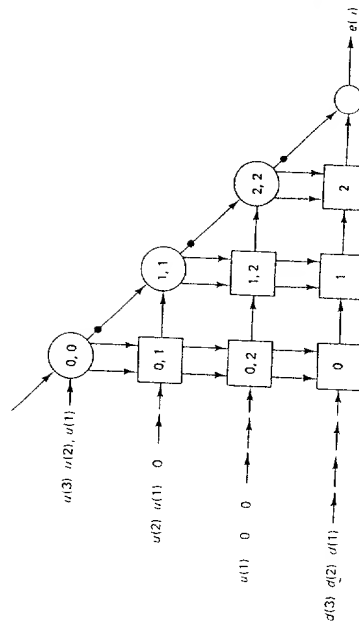 0, 0
u(3) u(2), u(1)
1, 1
0, 1
u(2) u(1) 0
2, 2
1, 2
0, 2
u(1) 0 0
e( )
2
1
0
d(3) d(2) d(1)